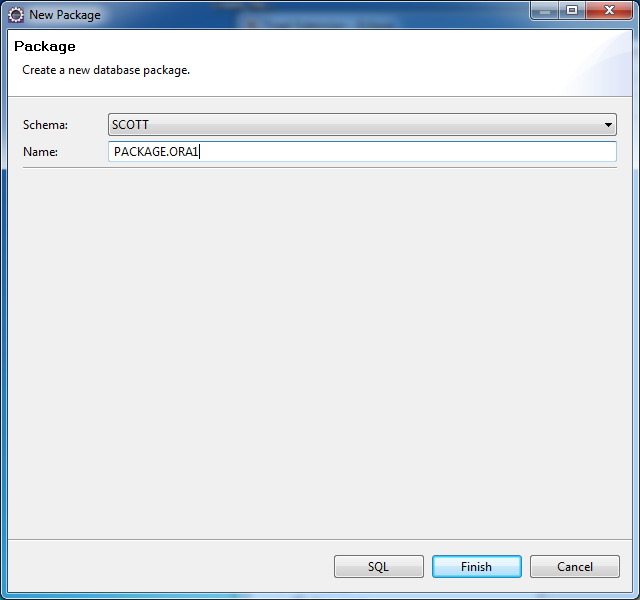 New Package
Package
Create a new database package.
Schema: SCOTT
Name: PACKAGE.ORA1
SQL Finish Cancel